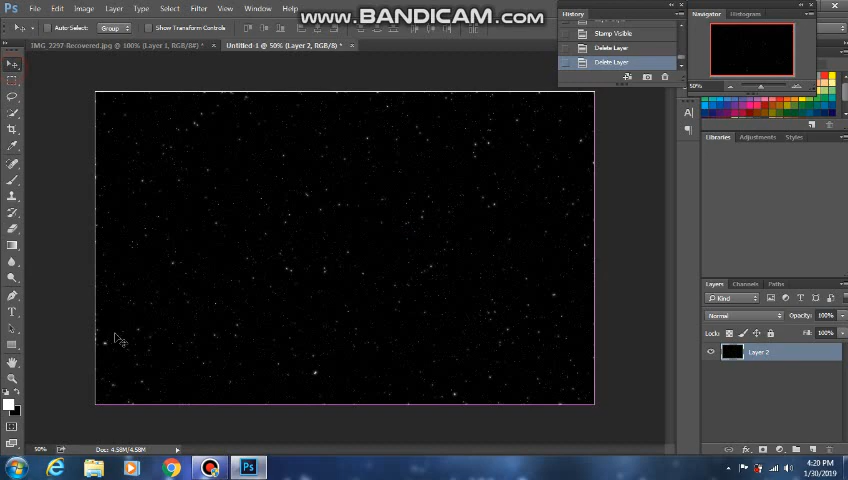 WWW.BANDICAM.COM
Ps File Edit Image Layer Type Select Filter View Window Help
Auto-Select: Group Show Transform Controls
IMG_2297-Recovered.jpg @ 100% (Layer 1, RGB/8#) * × Untitled-1 @ 50% (Layer 2, RGB/8) * ×
History
Stamp Visible
Delete Layer
Delete Layer
Navigator Histogram
50%
Libraries Adjustments Styles
Layers Channels Paths
Kind
Normal Opacity: 100%
Lock: Fill: 100%
Layer 2
50% Doc: 4.58M/4.58M
Ps
4:20 PM
1/30/2019